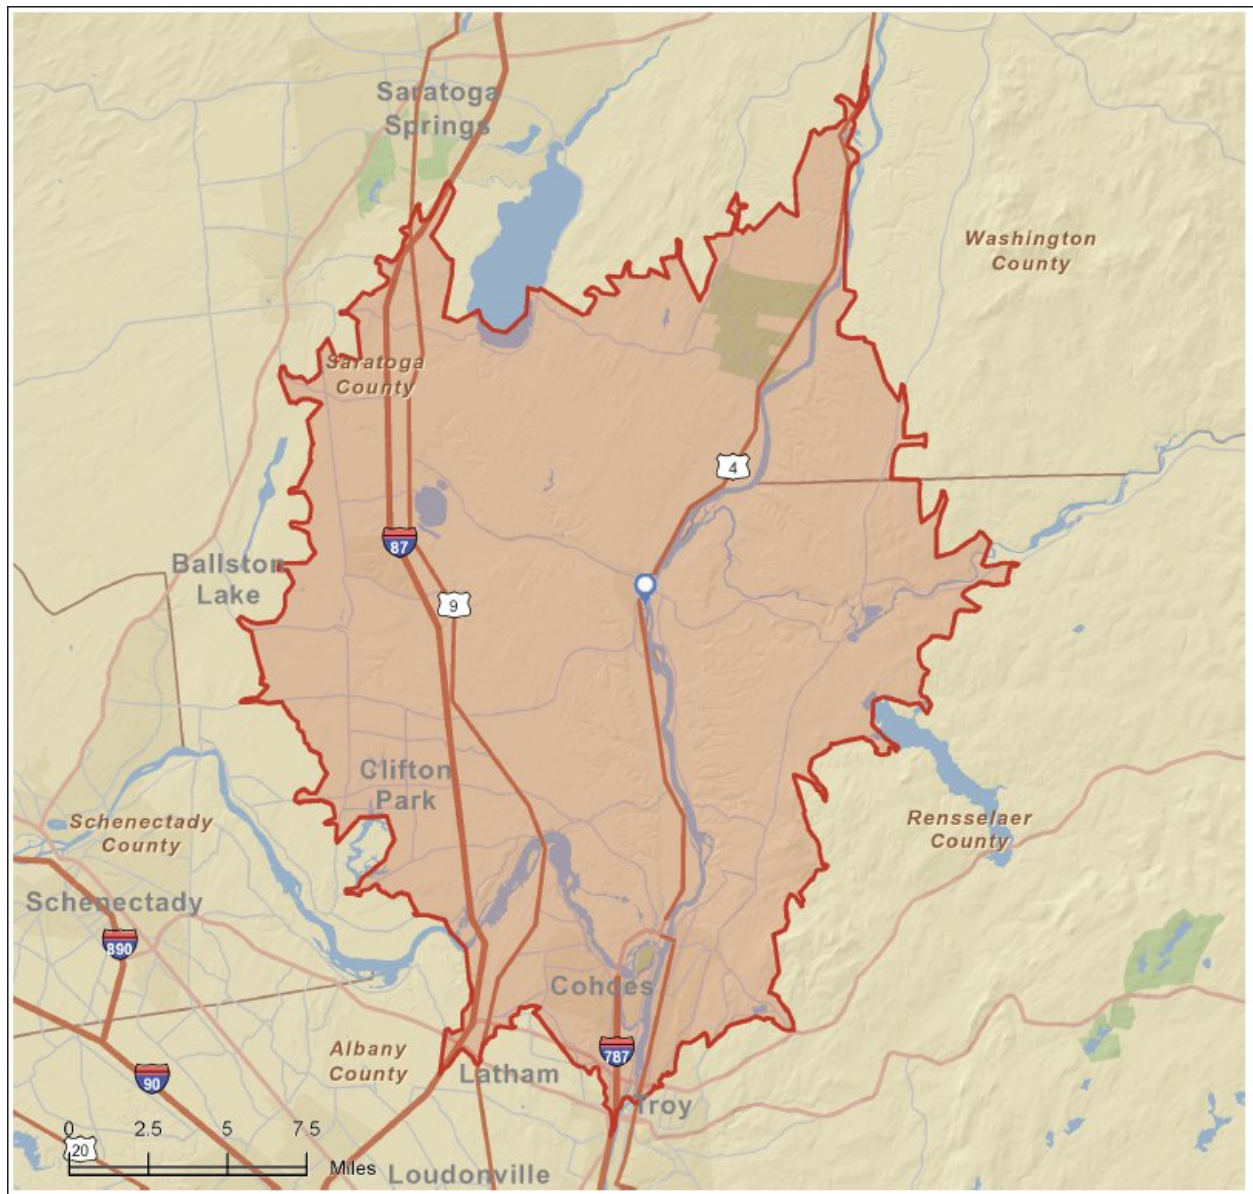 Saratoga
Springs
Washington
County
Saratoga
County
4
87
Ballston
Lake
9
Clifton
Park
Schenectady
County
Rensselaer
County
Schenectady
890
Cohoes
Albany
County
787
Latham
90
Troy
0 2.5 5 7.5
20
Miles
Loudonville